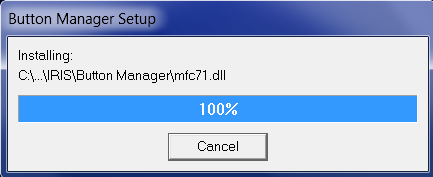 Button Manager Setup
Installing:
C:\...\IRIS\Button Manager\mfc71.dll
100%
Cancel